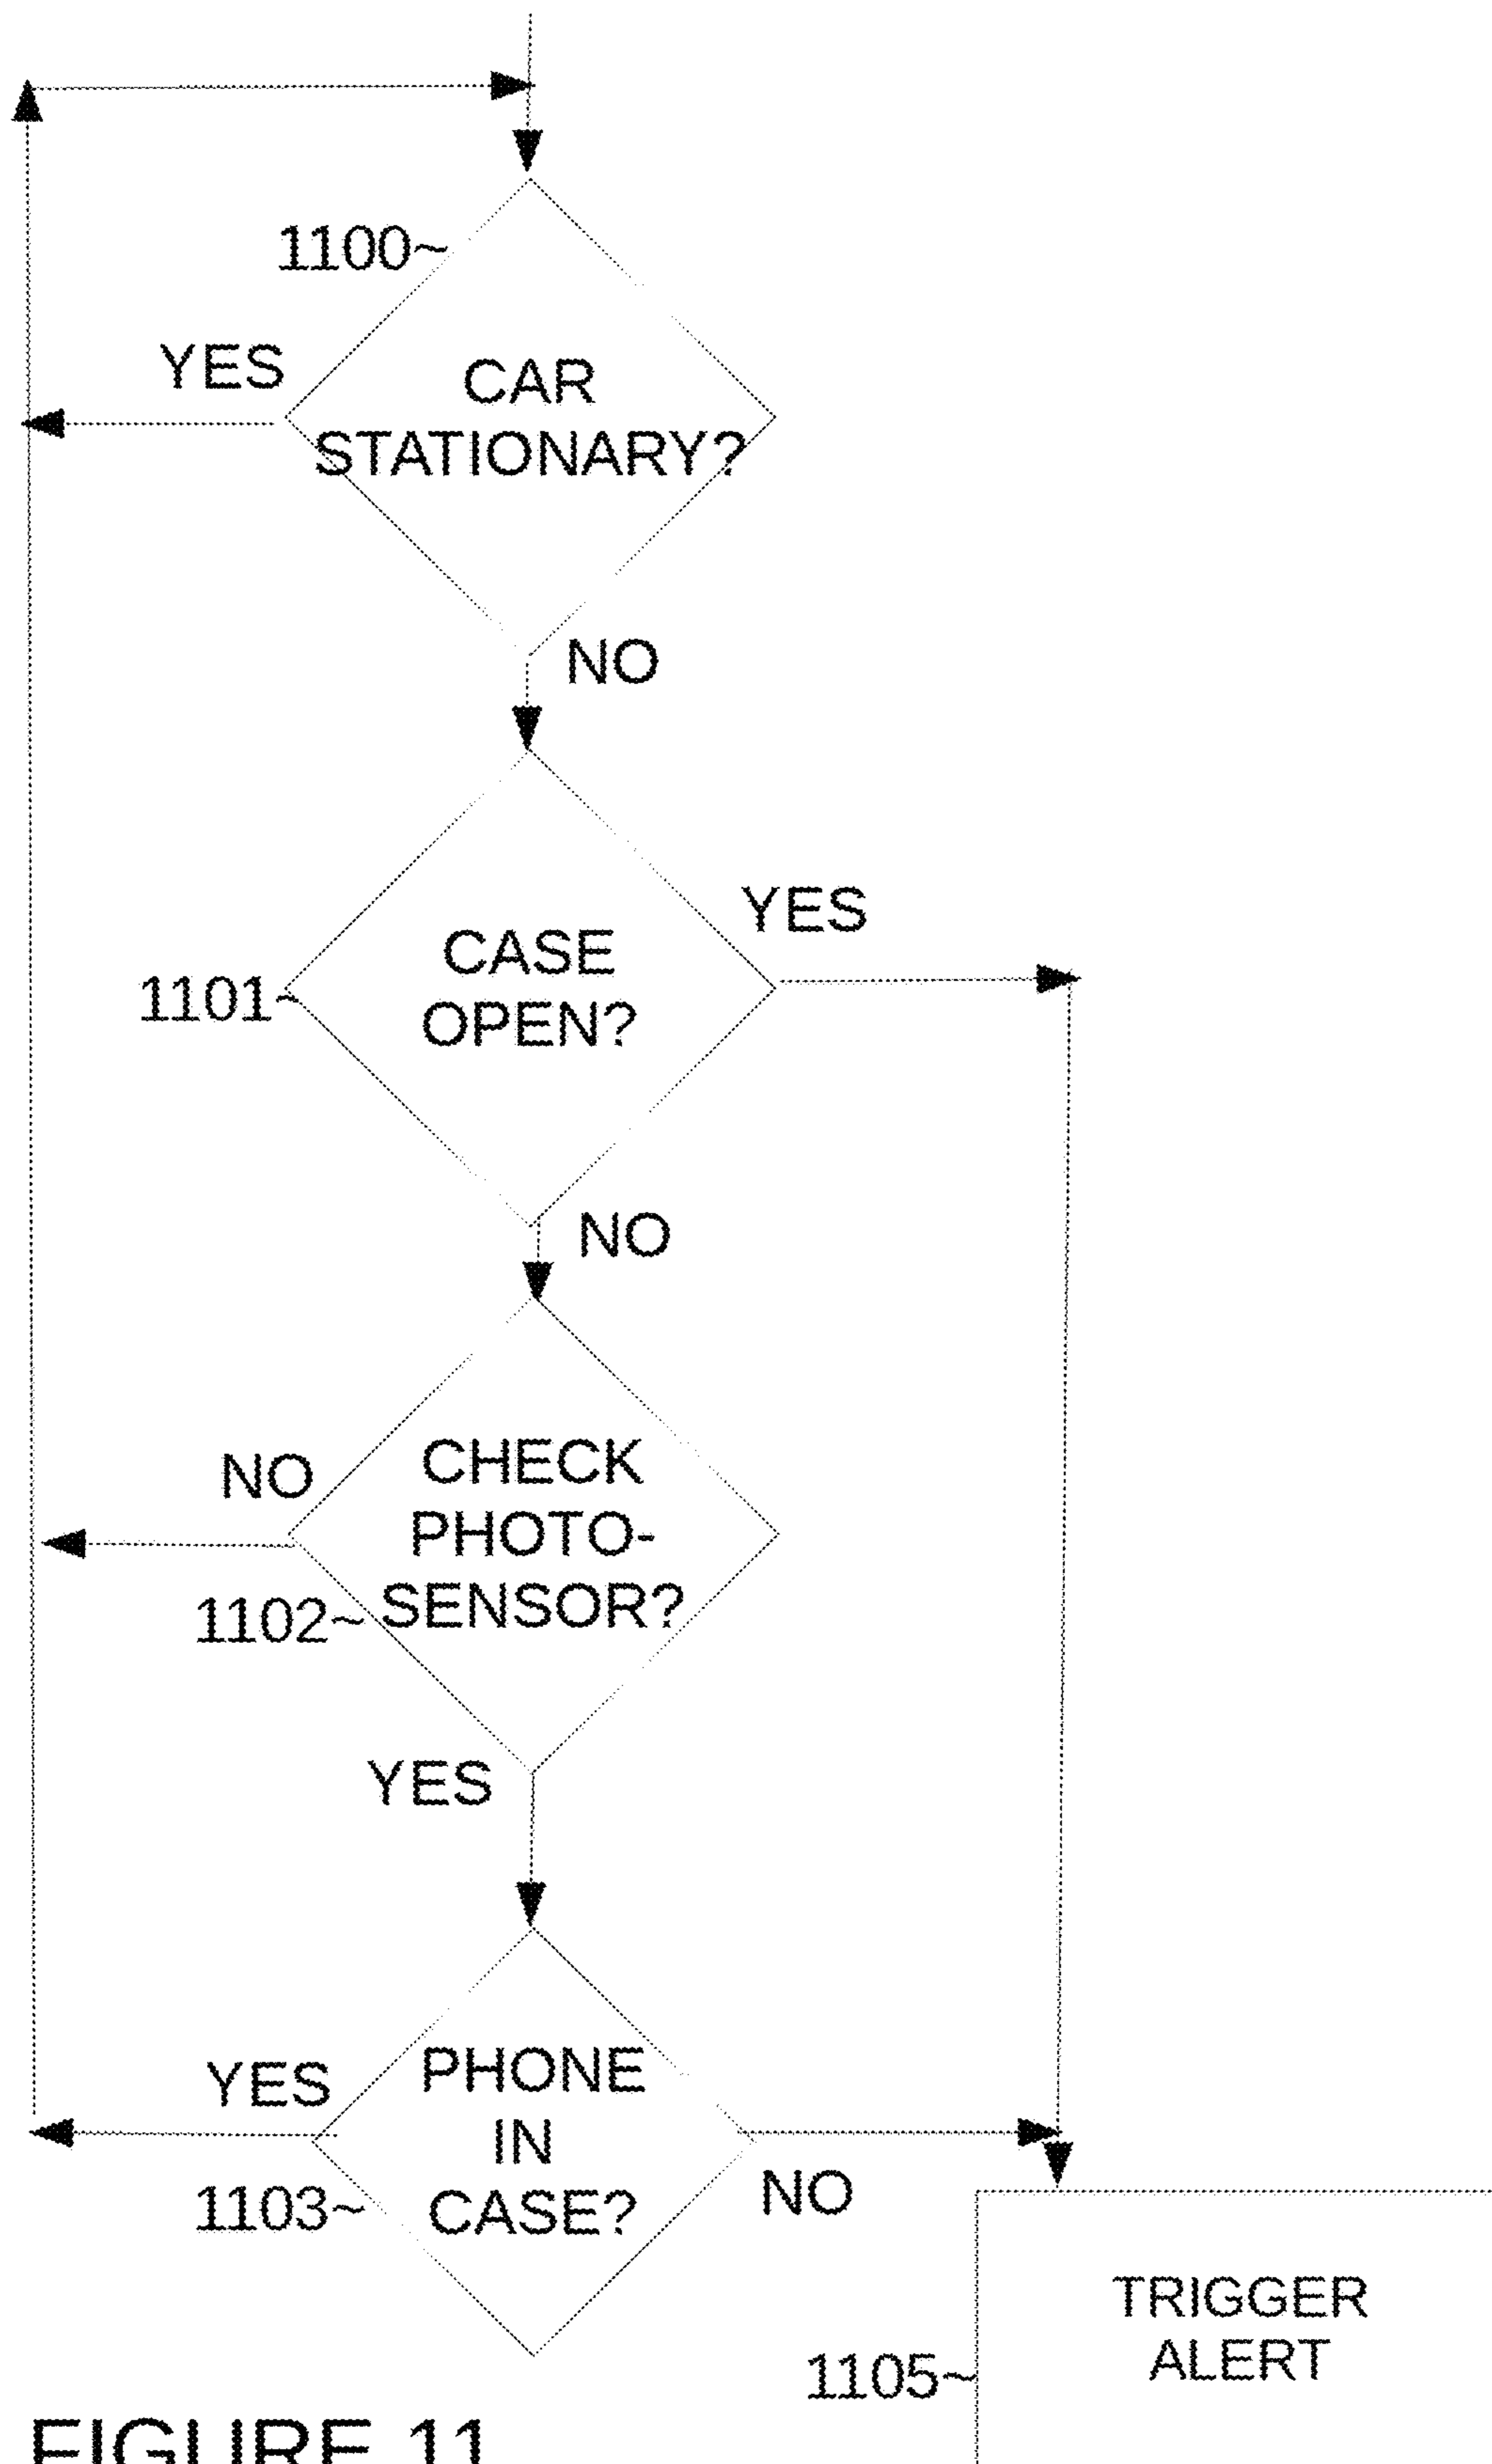 1100~
YES
CAR
STATIONARY?
NO
YES
CASE
OPEN?
1101~
NO
CHECK
PHOTO-
SENSOR?
NO
1102~
YES
PHONE
IN
CASE?
YES
1103~
NO
TRIGGER
ALERT
1105~
FIGURE 11